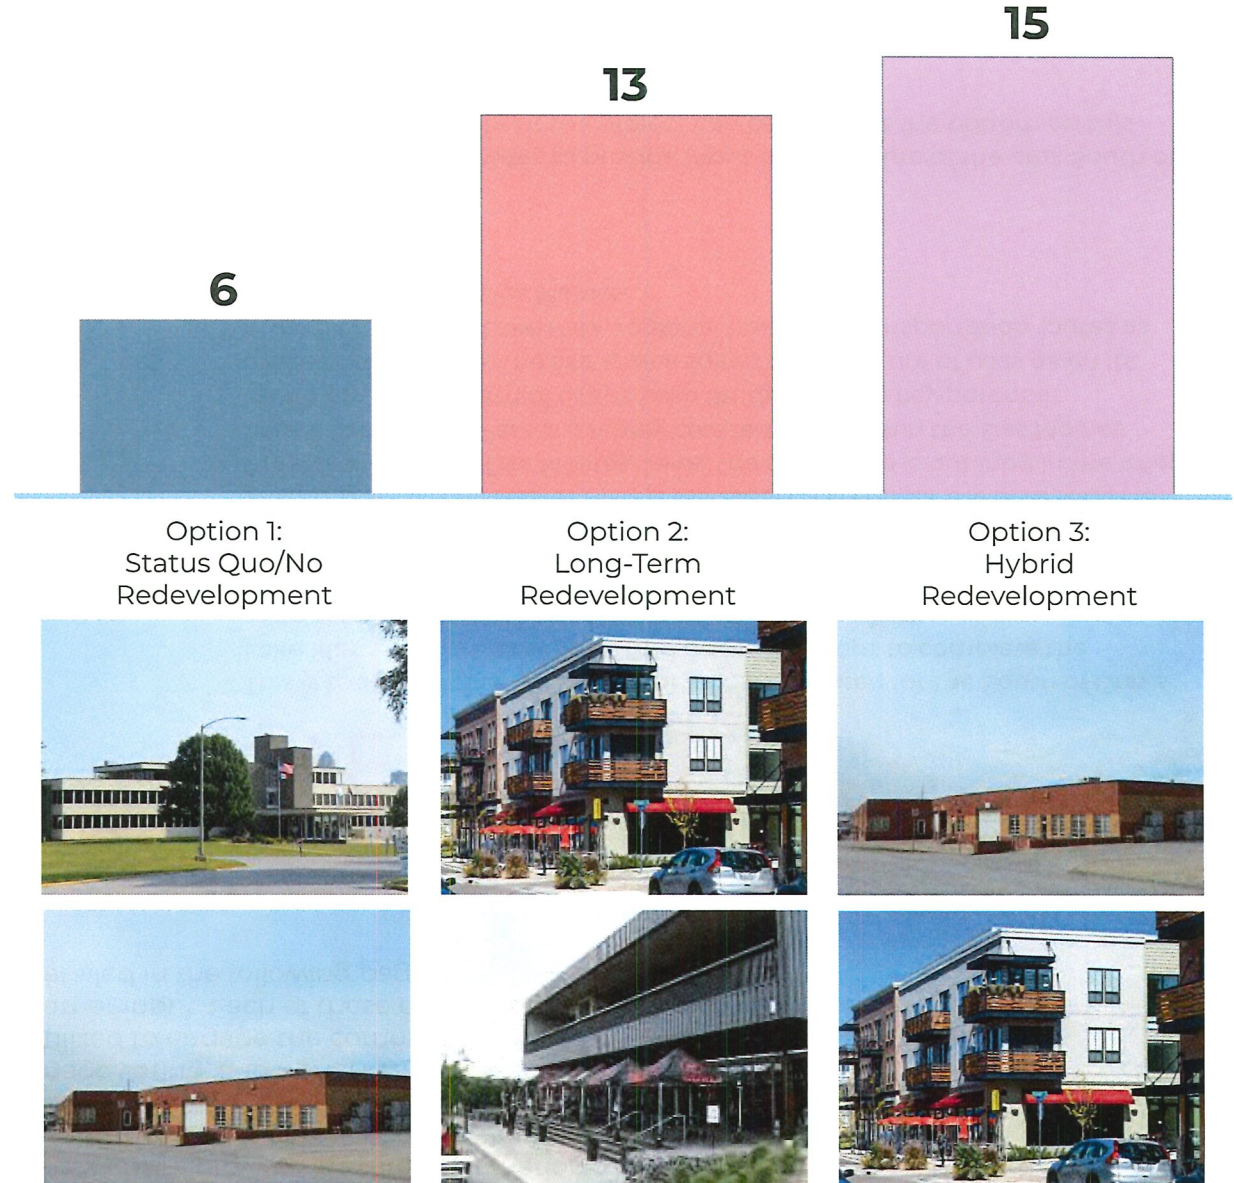 15
13
6
Option 1:
Status Quo/No
Redevelopment
Option 2:
Long-Term
Redevelopment
Option 3:
Hybrid
Redevelopment